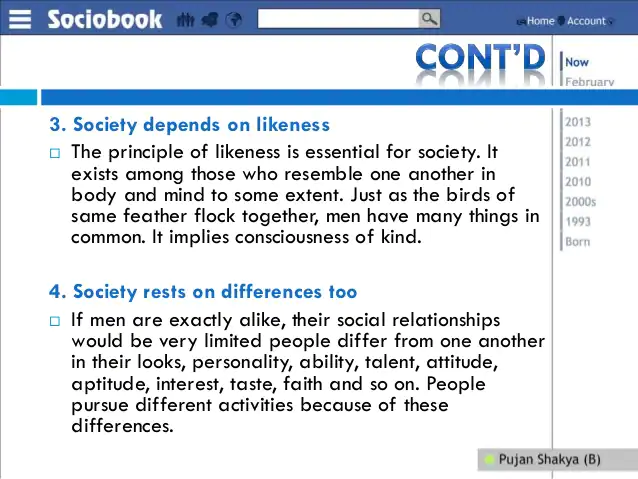 Sociobook
Home Account
CONT'D
Now
February
2013
2012
2011
2010
2000s
1993
Born
3. Society depends on likeness
The principle of likeness is essential for society. It
exists among those who resemble one another in
body and mind to some extent. Just as the birds of
same feather flock together, men have many things in
common. It implies consciousness of kind.
4. Society rests on differences too
If men are exactly alike, their social relationships
would be very limited people differ from one another
in their looks, personality, ability, talent, attitude,
aptitude, interest, taste, faith and so on. People
pursue different activities because of these
differences.
Pujan Shakya (B)